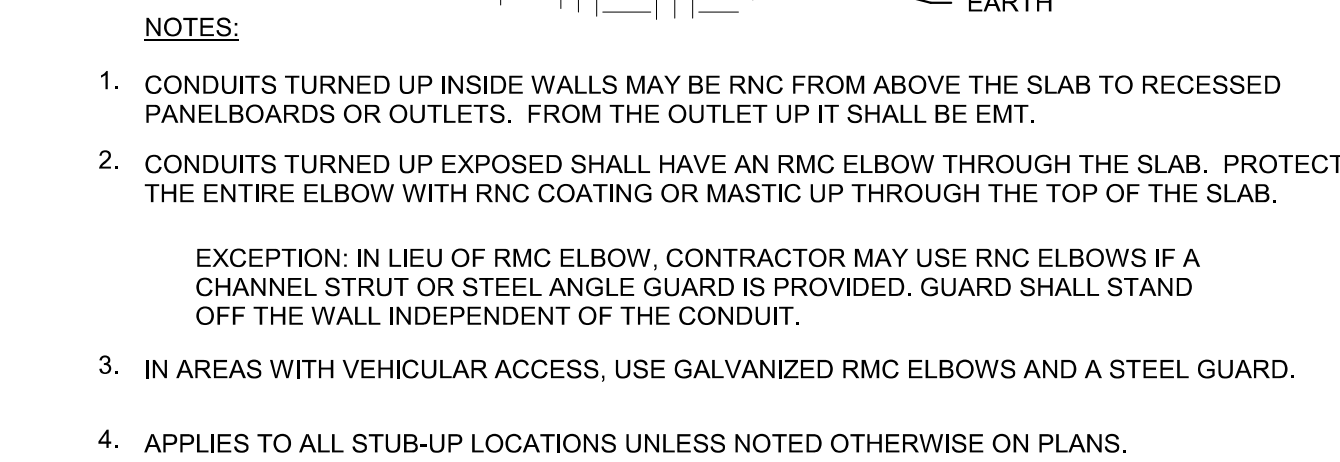 EARTH
NOTES:
1. CONDUITS TURNED UP INSIDE WALLS MAY BE RNC FROM ABOVE THE SLAB TO RECESSED
PANELBOARDS OR OUTLETS. FROM THE OUTLET UP IT SHALL BE EMT.
2. CONDUITS TURNED UP EXPOSED SHALL HAVE AN RMC ELBOW THROUGH THE SLAB. PROTECT
THE ENTIRE ELBOW WITH RNC COATING OR MASTIC UP THROUGH THE TOP OF THE SLAB.
EXCEPTION: IN LIEU OF RMC ELBOW, CONTRACTOR MAY USE RNC ELBOWS IF A
CHANNEL STRUT OR STEEL ANGLE GUARD IS PROVIDED. GUARD SHALL STAND
OFF THE WALL INDEPENDENT OF THE CONDUIT.
3. IN AREAS WITH VEHICULAR ACCESS, USE GALVANIZED RMC ELBOWS AND A STEEL GUARD.
4. APPLIES TO ALL STUB-UP LOCATIONS UNLESS NOTED OTHERWISE ON PLANS.